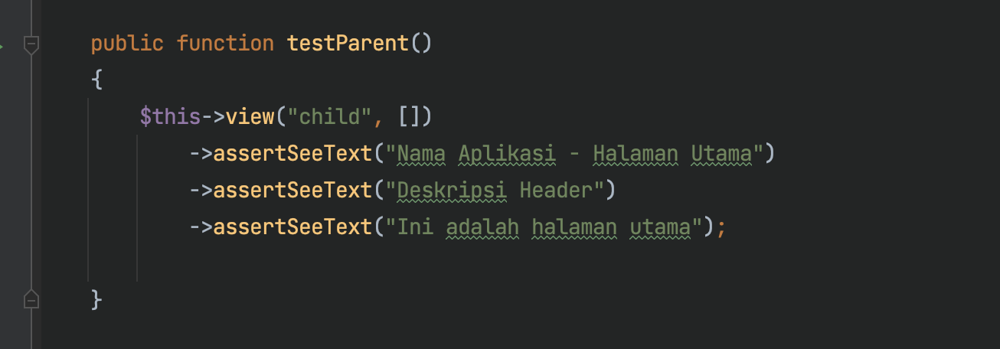 public function testParent()
{
$this->view("child", [])
->assertSeeText("Nama Aplikasi - Halaman Utama")
->assertSeeText("Deskripsi Header")
->assertSeeText("Ini adalah halaman utama");
}